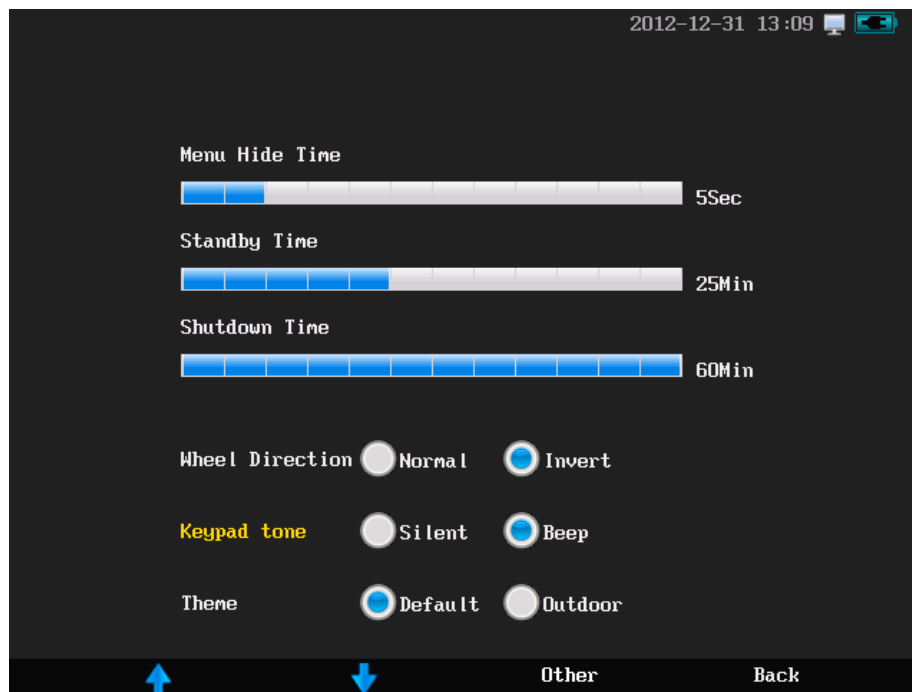 2012-12-31 13:09
Menu Hide Time
5Sec
Standby Time
25Min
Shutdown Time
60Min
Wheel Direction Normal Invert
Keypad tone Silent Beep
Theme Default Outdoor
Other Back